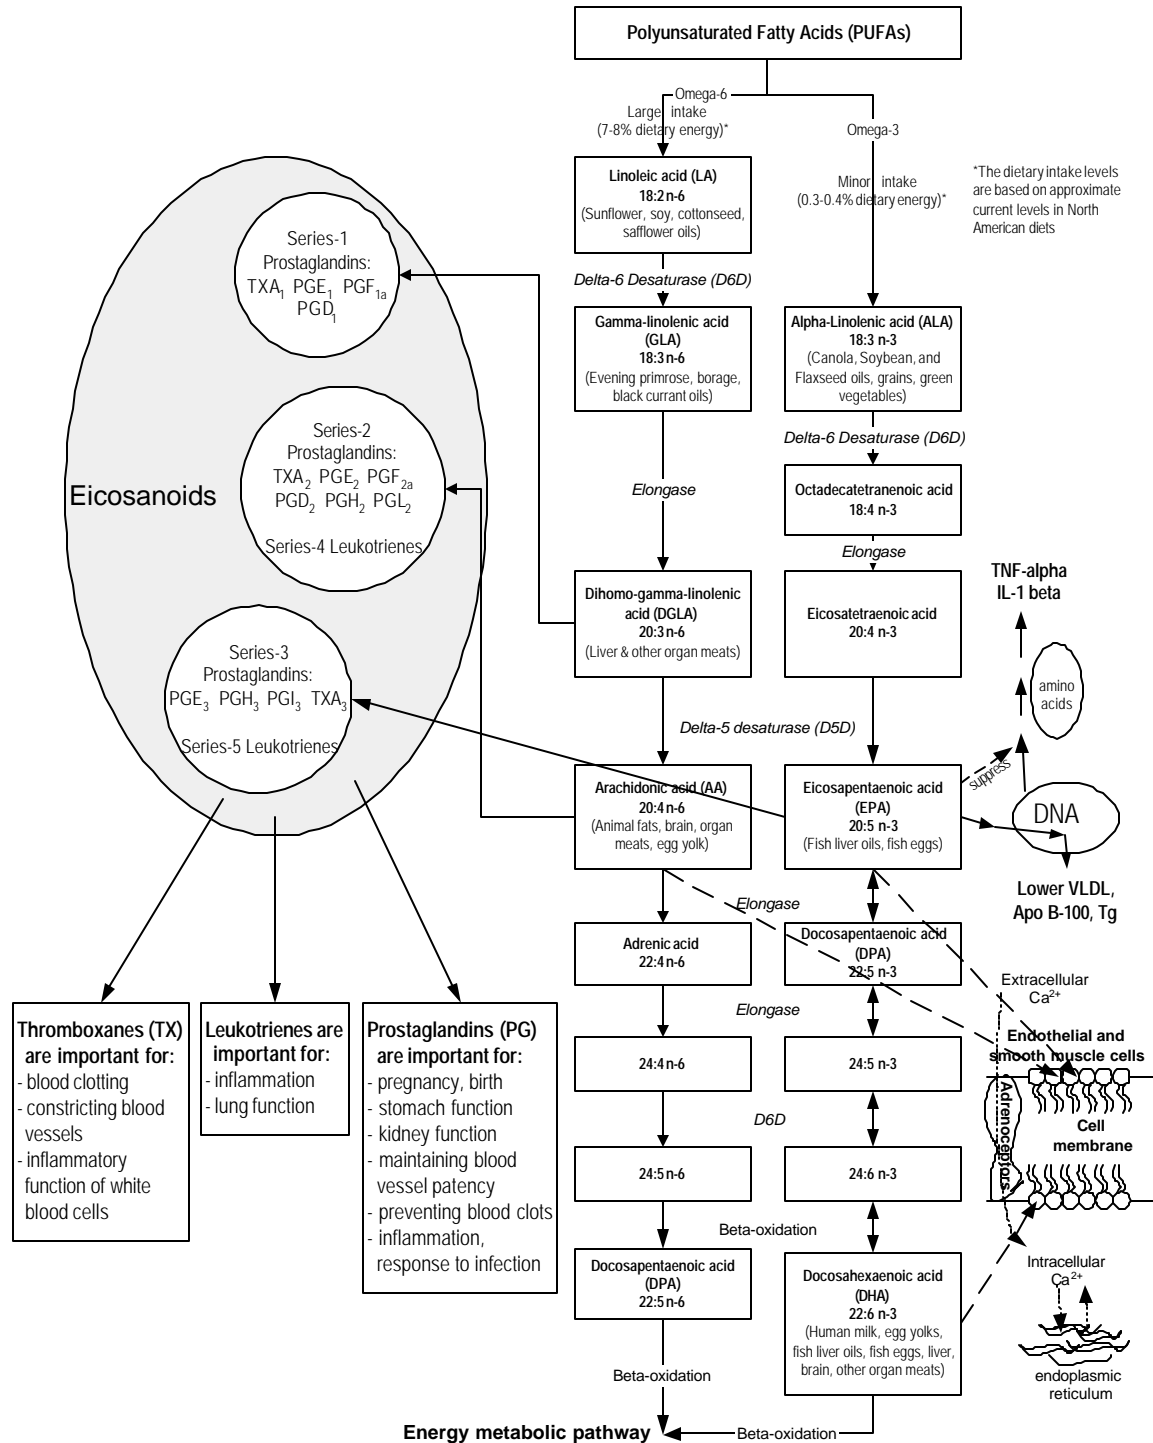 Polyunsaturated Fatty Acids (PUFAs)
Omega-6
Large intake
(7-8% dietary energy)*
Omega-3
Minor intake
(0.3-0.4% dietary energy)*
*The dietary intake levels
are based on approximate
current levels in North
American diets
Linoleic acid (LA)
18:2 n-6
(Sunflower, soy, cottonseed,
safflower oils)
Delta-6 Desaturase (D6D)
Gamma-linolenic acid
(GLA)
18:3 n-6
(Evening primrose, borage,
black currant oils)
Alpha-Linolenic acid (ALA)
18:3 n-3
(Canola, Soybean, and
Flaxseed oils, grains, green
vegetables)
Delta-6 Desaturase (D6D)
Elongase
Octadecatetranenoic acid
18:4 n-3
Elongase
Dihomo-gamma-linolenic
acid (DGLA)
20:3 n-6
(Liver & other organ meats)
Eicosatetraenoic acid
20:4 n-3
Delta-5 desaturase (D5D)
Arachidonic acid (AA)
20:4 n-6
(Animal fats, brain, organ
meats, egg yolk)
Eicosapentaenoic acid
(EPA)
20:5 n-3
(Fish liver oils, fish eggs)
Elongase
Adrenic acid
22:4 n-6
Docosapentaenoic acid
(DPA)
22:5 n-3
Elongase
24:4 n-6
24:5 n-3
D6D
24:5 n-6
24:6 n-3
Beta-oxidation
Docosapentaenoic acid
(DPA)
22:5 n-6
Docosahexaenoic acid
(DHA)
22:6 n-3
(Human milk, egg yolks,
fish liver oils, fish eggs, liver,
brain, other organ meats)
Beta-oxidation
Energy metabolic pathway
Beta-oxidation
Eicosanoids
Series-1
Prostaglandins:
TXA1 PGE1 PGF1a
PGD1
Series-2
Prostaglandins:
TXA2 PGE2 PGF2a
PGD2 PGH2 PGL2
Series-4 Leukotrienes
Series-3
Prostaglandins:
PGE3 PGH3 PGI3 TXA3
Series-5 Leukotrienes
Thromboxanes (TX)
are important for:
- blood clotting
- constricting blood
vessels
- inflammatory
function of white
blood cells
Leukotrienes are
important for:
- inflammation
- lung function
Prostaglandins (PG)
are important for:
- pregnancy, birth
- stomach function
- kidney function
- maintaining blood
vessel patency
- preventing blood clots
- inflammation,
response to infection
TNF-alpha
IL-1 beta
amino
acids
suppress
DNA
Lower VLDL,
Apo B-100, Tg
Extracellular
Ca2+
Endothelial and
smooth muscle cells
Adrenoceptors
Cell
membrane
Intracellular
Ca2+
endoplasmic
reticulum